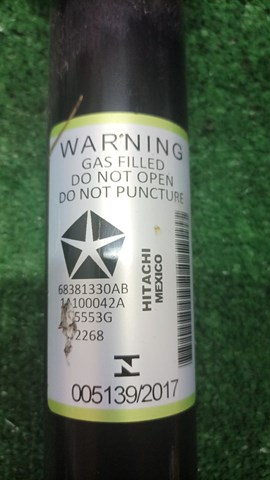 WARNING
GAS FILLED
DO NOT OPEN
DO NOT PUNCTURE
68381330AB
HITACHI
MEXICO
005139/2017